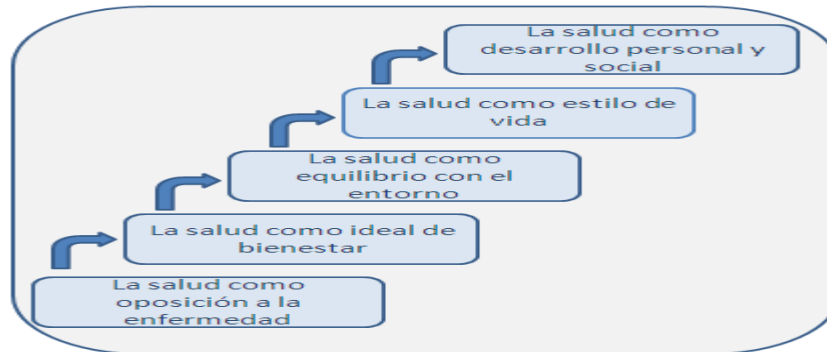 La salud como
desarrollo personal y
social
La salud como estilo de
vida
La salud como
equilibrio con el
entorno
La salud como ideal de
bienestar
La salud como
oposición a la
enfermedad